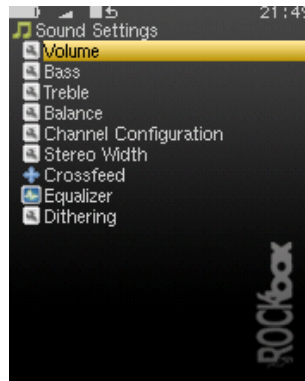 21:49
Sound Settings
Volume
Bass
Treble
Balance
Channel Configuration
Stereo Width
Crossfeed
Equalizer
Dithering
ROCKbox